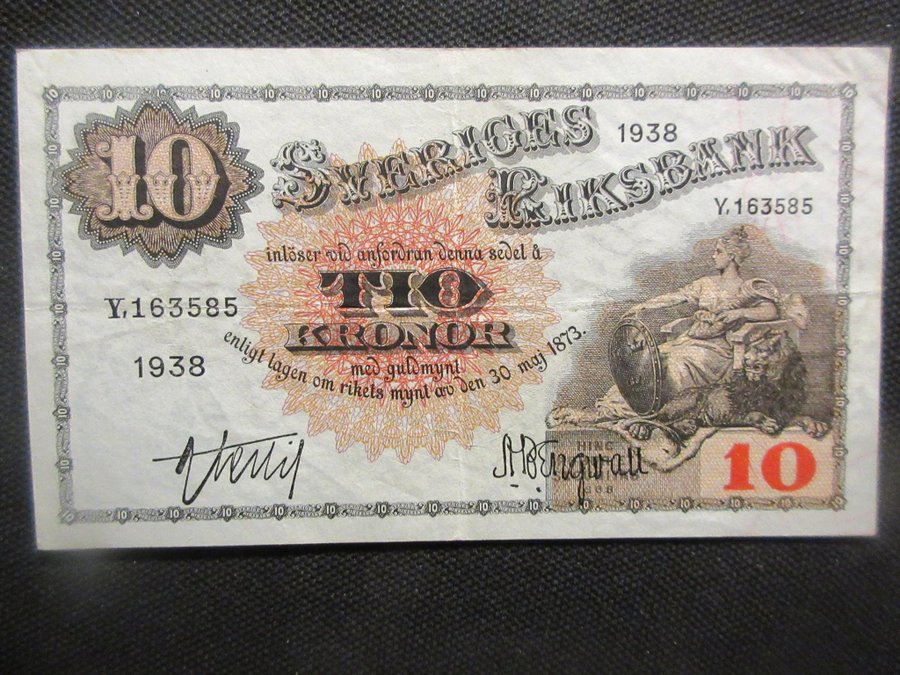 10
SVERIGES 1938
RIKSBANK
Y,163585
inlöser vid anfordran denna sedel å
TIO
KRONOR
med guldmynt
enligt lagen om rikets mynt av den 30 maj 1873.
Y,163585
1938
A B Engwall
10